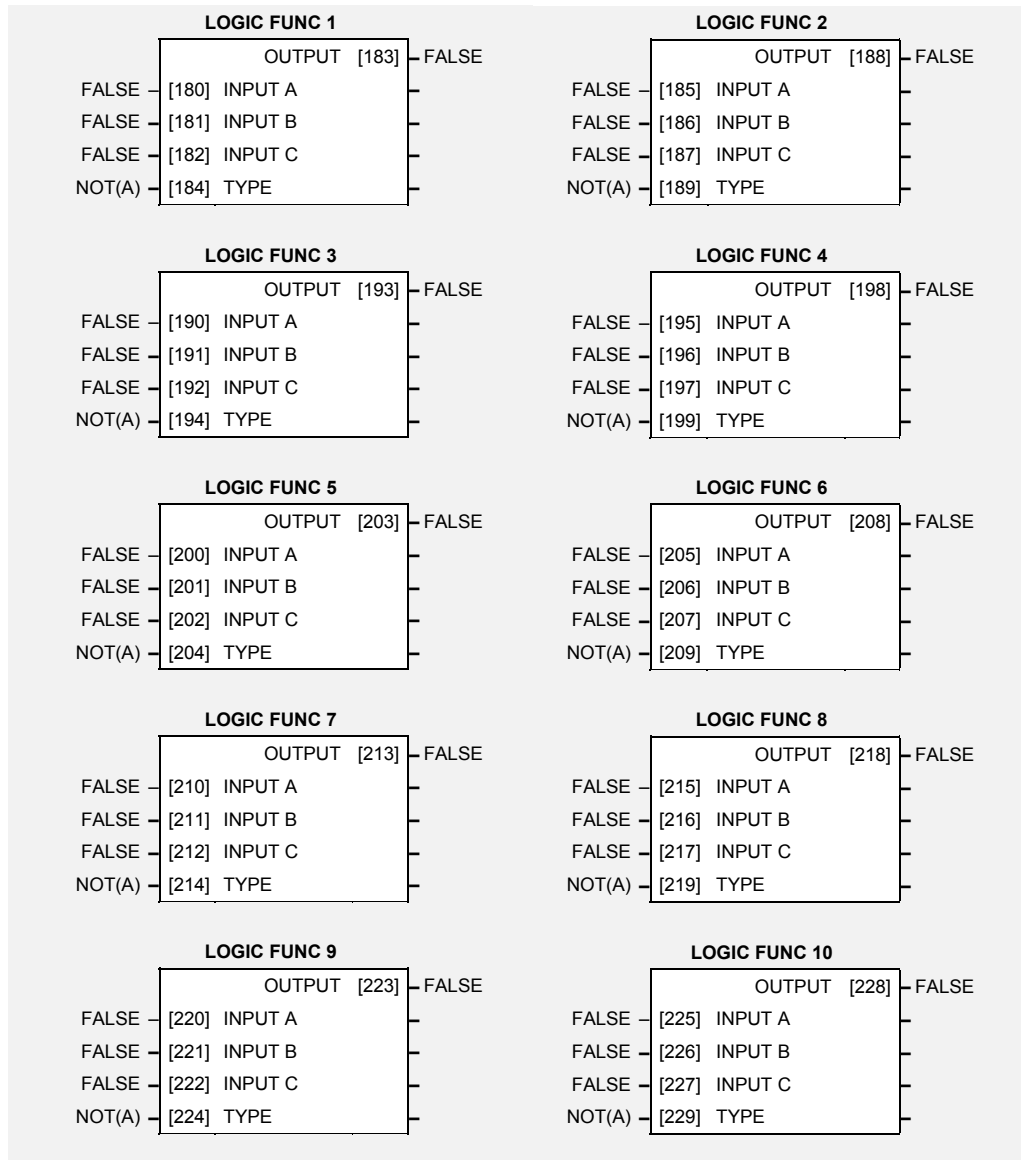 LOGIC FUNC 1
OUTPUT [183] FALSE
FALSE [180] INPUT A
FALSE [181] INPUT B
FALSE [182] INPUT C
NOT(A) [184] TYPE
LOGIC FUNC 2
OUTPUT [188] FALSE
FALSE [185] INPUT A
FALSE [186] INPUT B
FALSE [187] INPUT C
NOT(A) [189] TYPE
LOGIC FUNC 3
OUTPUT [193] FALSE
FALSE [190] INPUT A
FALSE [191] INPUT B
FALSE [192] INPUT C
NOT(A) [194] TYPE
LOGIC FUNC 4
OUTPUT [198] FALSE
FALSE [195] INPUT A
FALSE [196] INPUT B
FALSE [197] INPUT C
NOT(A) [199] TYPE
LOGIC FUNC 5
OUTPUT [203] FALSE
FALSE [200] INPUT A
FALSE [201] INPUT B
FALSE [202] INPUT C
NOT(A) [204] TYPE
LOGIC FUNC 6
OUTPUT [208] FALSE
FALSE [205] INPUT A
FALSE [206] INPUT B
FALSE [207] INPUT C
NOT(A) [209] TYPE
LOGIC FUNC 7
OUTPUT [213] FALSE
FALSE [210] INPUT A
FALSE [211] INPUT B
FALSE [212] INPUT C
NOT(A) [214] TYPE
LOGIC FUNC 8
OUTPUT [218] FALSE
FALSE [215] INPUT A
FALSE [216] INPUT B
FALSE [217] INPUT C
NOT(A) [219] TYPE
LOGIC FUNC 9
OUTPUT [223] FALSE
FALSE [220] INPUT A
FALSE [221] INPUT B
FALSE [222] INPUT C
NOT(A) [224] TYPE
LOGIC FUNC 10
OUTPUT [228] FALSE
FALSE [225] INPUT A
FALSE [226] INPUT B
FALSE [227] INPUT C
NOT(A) [229] TYPE